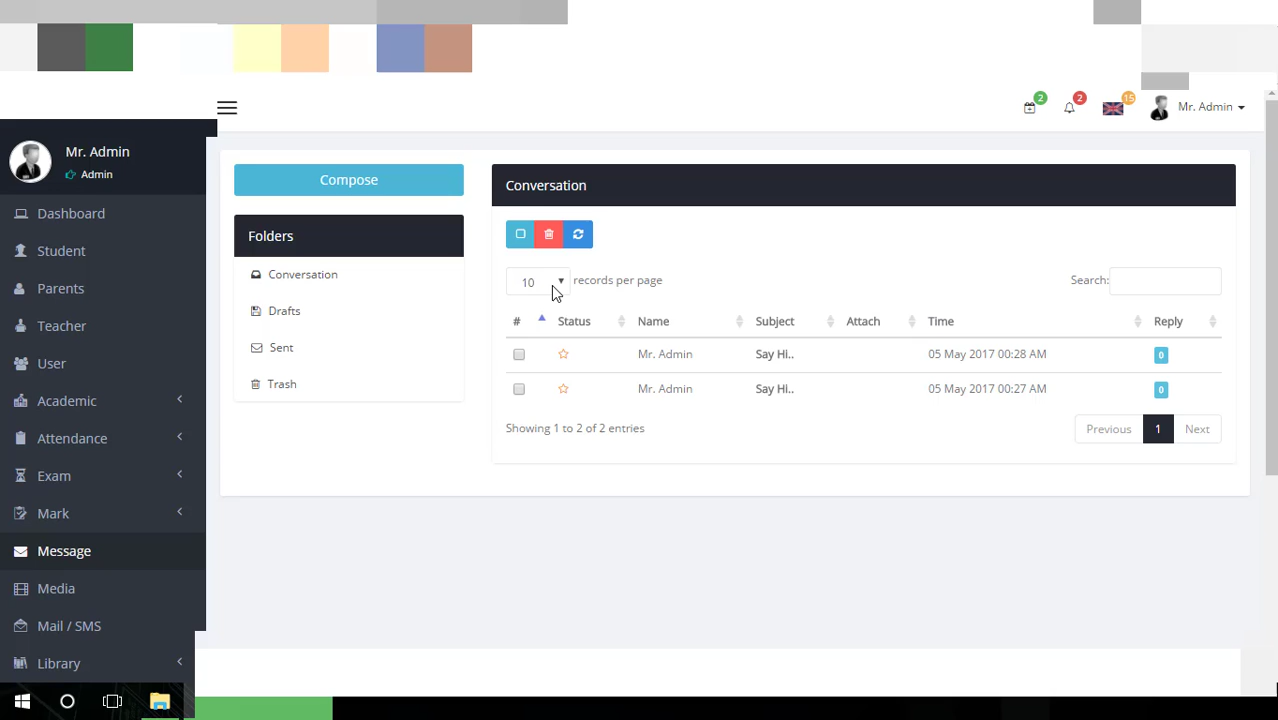 2
2
15
Mr. Admin
Mr. Admin
Admin
Dashboard
Student
Parents
Teacher
User
Academic
Attendance
Exam
Mark
Message
Media
Mail / SMS
Library
Compose
Folders
Conversation
Drafts
Sent
Trash
Conversation
10 records per page
Search:
# Status Name Subject Attach Time Reply
Mr. Admin Say Hi.. 05 May 2017 00:28 AM 0
Mr. Admin Say Hi.. 05 May 2017 00:27 AM 0
Showing 1 to 2 of 2 entries
Previous 1 Next